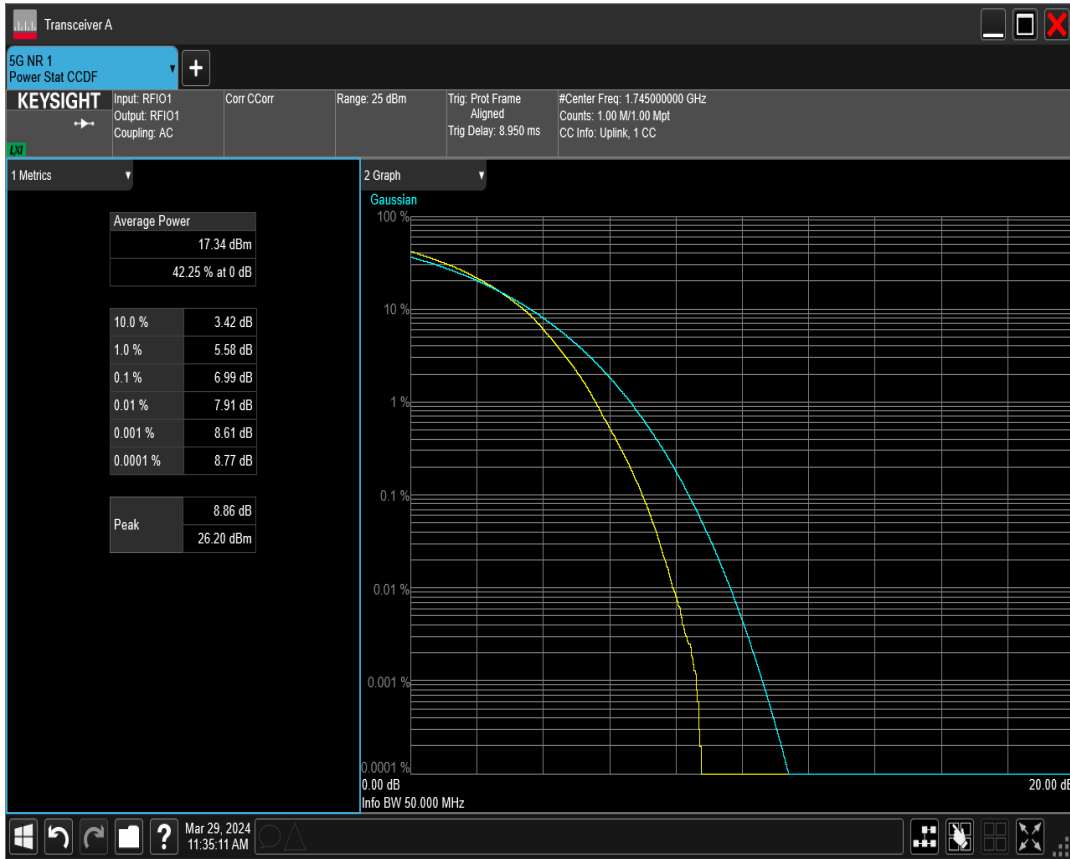 Transceiver A
5G NR 1
Power Stat CCDF
KEYSIGHT
LXI
Input: RFIO1
Output: RFIO1
Coupling: AC
Corr CCorr
Range: 25 dBm
Trig: Prot Frame
Aligned
Trig Delay: 8.950 ms
#Center Freq: 1.745000000 GHz
Counts: 1.00 M/1.00 Mpt
CC Info: Uplink, 1 CC
1 Metrics
Average Power
17.34 dBm
42.25 % at 0 dB
10.0 % 3.42 dB
1.0 % 5.58 dB
0.1 % 6.99 dB
0.01 % 7.91 dB
0.001 % 8.61 dB
0.0001 % 8.77 dB
Peak
8.86 dB
26.20 dBm
2 Graph
Gaussian
100 %
10 %
1 %
0.1 %
0.01 %
0.001 %
0.0001 %
0.00 dB 20.00 dB
Info BW 50.000 MHz
?
Mar 29, 2024
11:35:11 AM